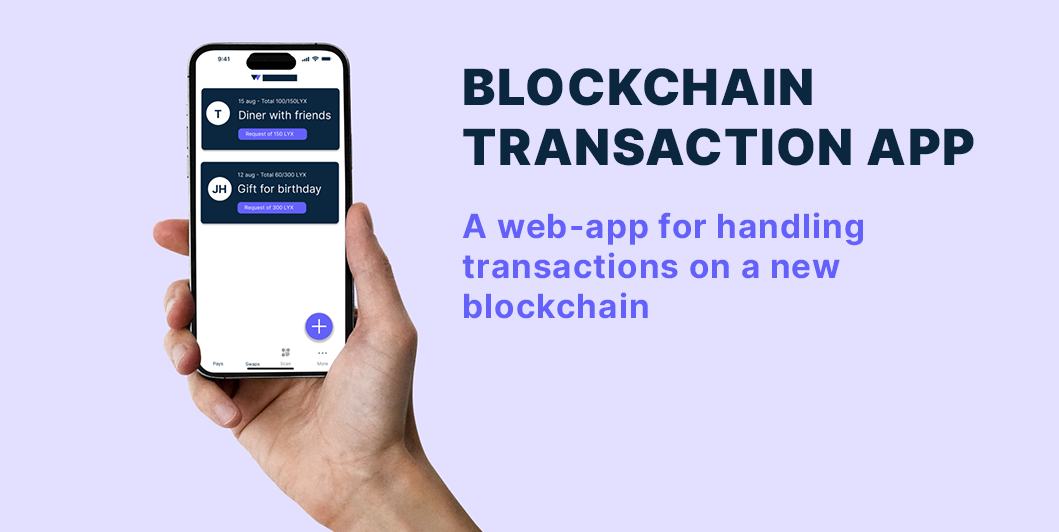 9:41
15 aug - Total 100/150LYX
T
Diner with friends
Request of 150 LYX
12 aug - Total 60/300 LYX
JH
Gift for birthday
Request of 300 LYX
Pays
Swaps
Scan
More
BLOCKCHAIN
TRANSACTION APP
A web-app for handling
transactions on a new
blockchain